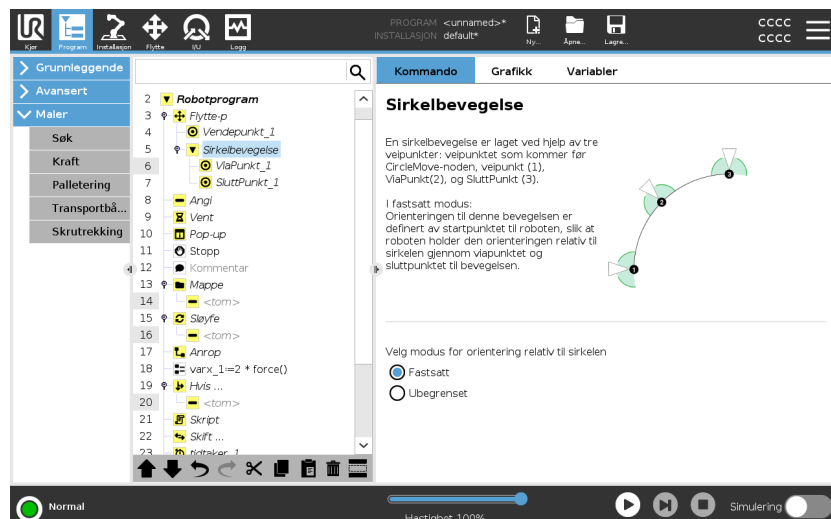 UR
Kjør
Program
Installasjon
Flytte
I/U
Logg
PROGRAM <unnamed>*
INSTALLASJON default*
Ny...
Åpne...
Lagre...
CCCC
CCCC
Grunnleggende
Avansert
Maler
Søk
Kraft
Palletering
Transportbå...
Skrutrekking
2 Robotprogram
3 Flytte-p
4 Vendepunkt_1
5 Sirkelbevegelse
6 ViaPunkt_1
7 SluttPunkt_1
8 Angi
9 Vent
10 Pop-up
11 Stopp
12 Kommentar
13 Mappe
14 <tom>
15 Sløyfe
16 <tom>
17 Anrop
18 varx_1≔2 * force()
19 Hvis ...
20 <tom>
21 Skript
22 Skift ...
23 tidtaker_1
Kommando Grafikk Variabler
Sirkelbevegelse
En sirkelbevegelse er laget ved hjelp av tre
veipunkter: veipunktet som kommer før
CircleMove-noden, veipunkt (1),
ViaPunkt(2), og SluttPunkt (3).
I fastsatt modus:
Orienteringen til denne bevegelsen er
definert av startpunktet til roboten, slik at
roboten holder den orienteringen relativ til
sirkelen gjennom viapunktet og
sluttpunktet til bevegelsen.
1
2
3
Velg modus for orientering relativ til sirkelen
Fastsatt
Ubegrenset
Normal
Hastighet 100%
Simulering